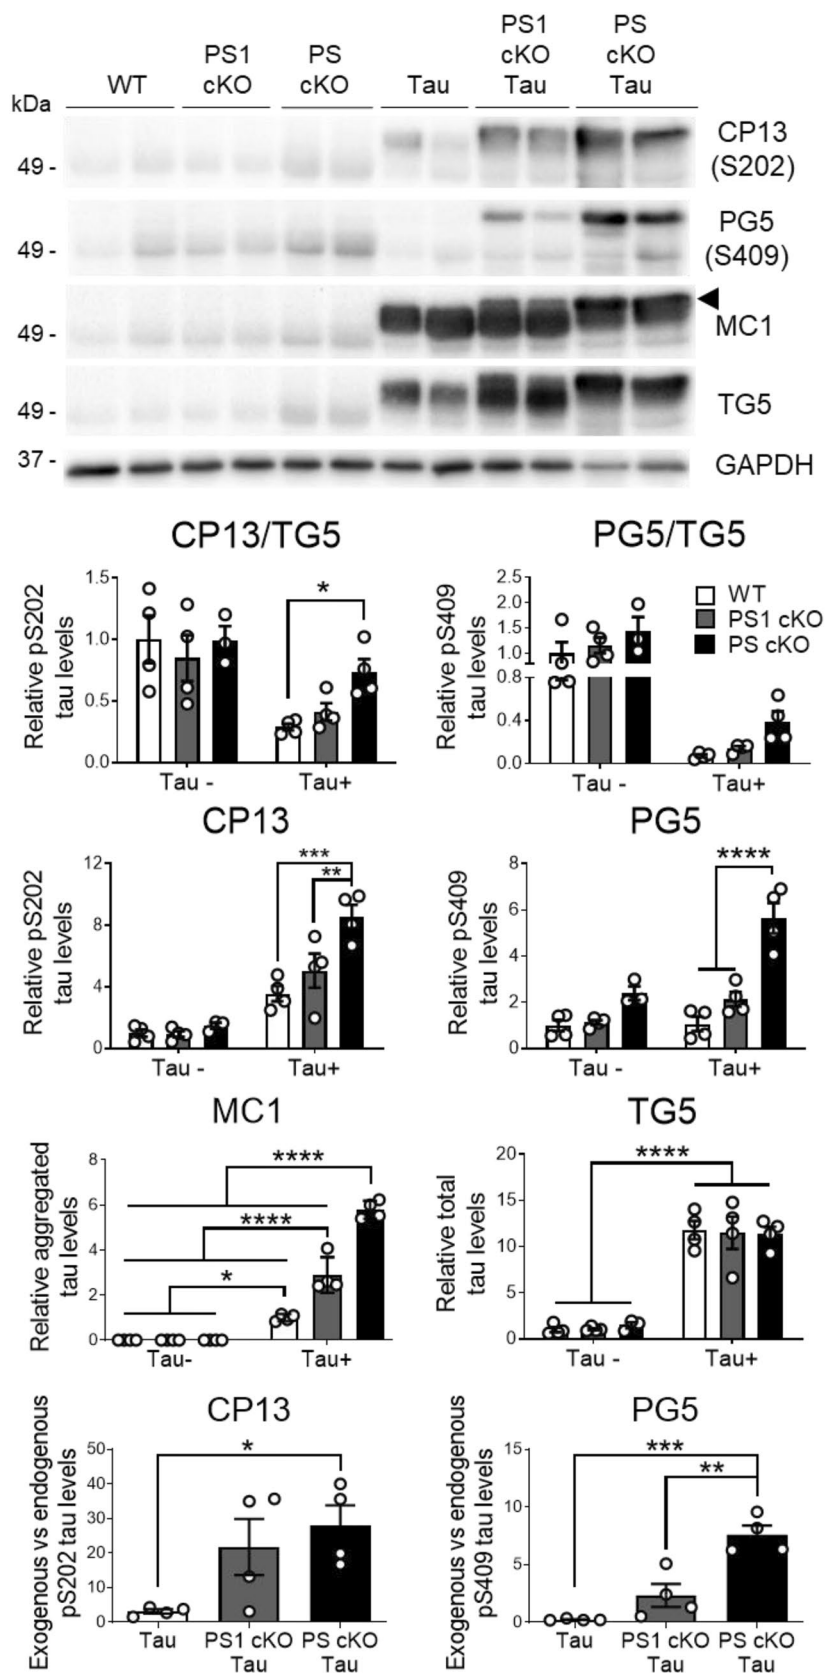 PS1 PS
PS1 PS cKO cKO
WT cKO cKO Tau Tau Tau
kDa
49 - CP13
(S202)
49 - PG5
(S409)
49 - MC1
49 - TG5
37 - GAPDH
CP13/TG5
Relative pS202
tau levels
1.5
1.0
0.5
0.0
*
Tau - Tau+
PG5/TG5
Relative pS409
tau levels
2.5
2.0
1.5
1.0
0.8
0.4
0.0
WT
PS1 cKO
PS cKO
Tau - Tau+
CP13
Relative pS202
tau levels
12
8
4
0
***
**
Tau - Tau+
PG5
Relative pS409
tau levels
8
6
4
2
0
****
Tau - Tau+
MC1
Relative aggregated
tau levels
8
6
4
2
0
****
****
*
Tau- Tau+
TG5
Relative total
tau levels
20
15
10
5
0
****
Tau - Tau+
CP13
Exogenous vs endogenous
pS202 tau levels
50
40
30
20
10
0
*
Tau PS1 cKO PS cKO
Tau Tau
PG5
Exogenous vs endogenous
pS409 tau levels
15
10
5
0
***
**
Tau PS1 cKO PS cKO
Tau Tau